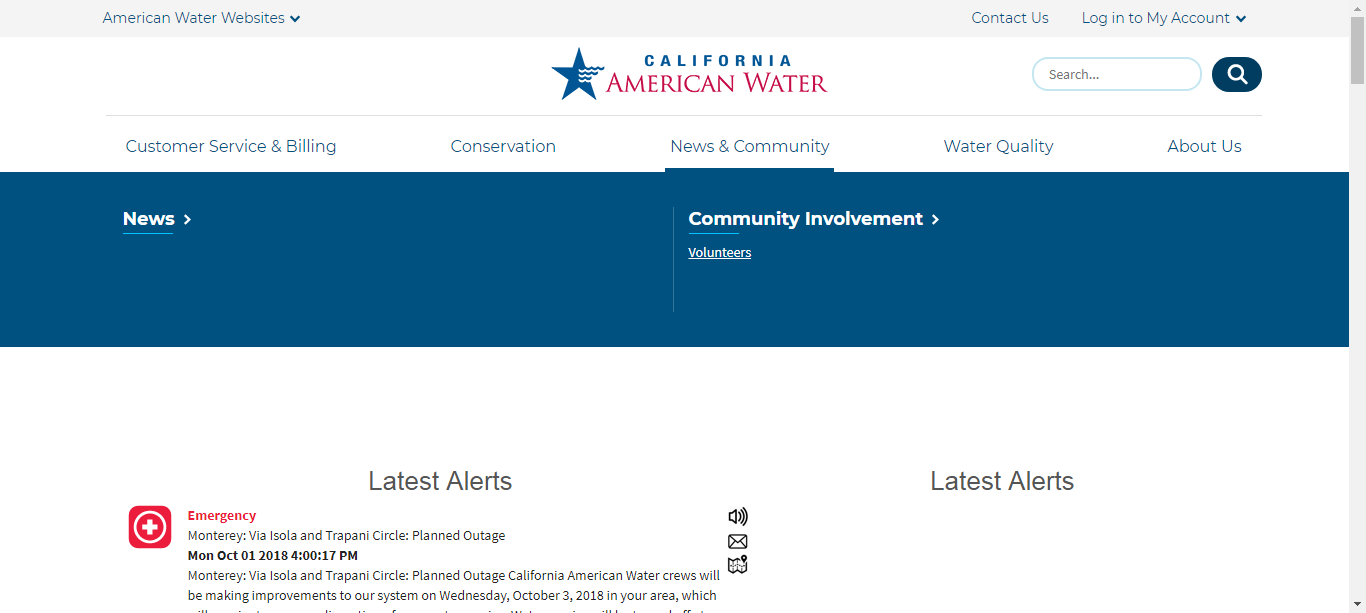 American Water Websites
Contact Us
Log in to My Account
CALIFORNIA
AMERICAN WATER
Search...
Customer Service & Billing
Conservation
News & Community
Water Quality
About Us
News
Community Involvement
Volunteers
Latest Alerts
Emergency
Monterey: Via Isola and Trapani Circle: Planned Outage
Mon Oct 01 2018 4:00:17 PM
Monterey: Via Isola and Trapani Circle: Planned Outage California American Water crews will
be making improvements to our system on Wednesday, October 3, 2018 in your area, which
Latest Alerts